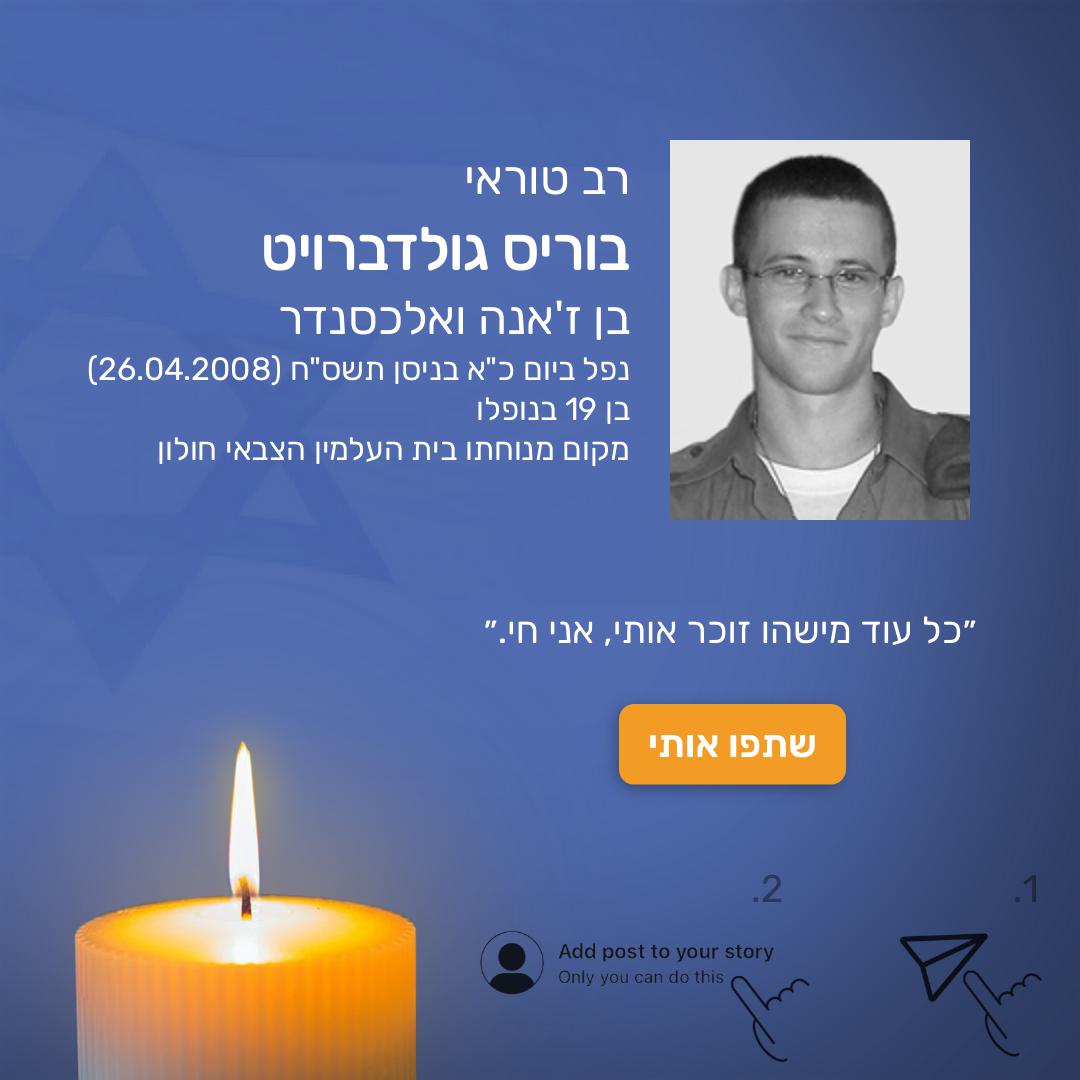 רב טוראי
בוריס גולדברויט
בן ז'אנה ואלכסנדר
נפל ביום כ"א בניסן תשס"ח (26.04.2008)
בן 19 בנופלו
מקום מנוחתו בית העלמין הצבאי חולון
״כל עוד מישהו זוכר אותי, אני חי.״
שתפו אותי
.1
.2
Add post to your story
Only you can do this